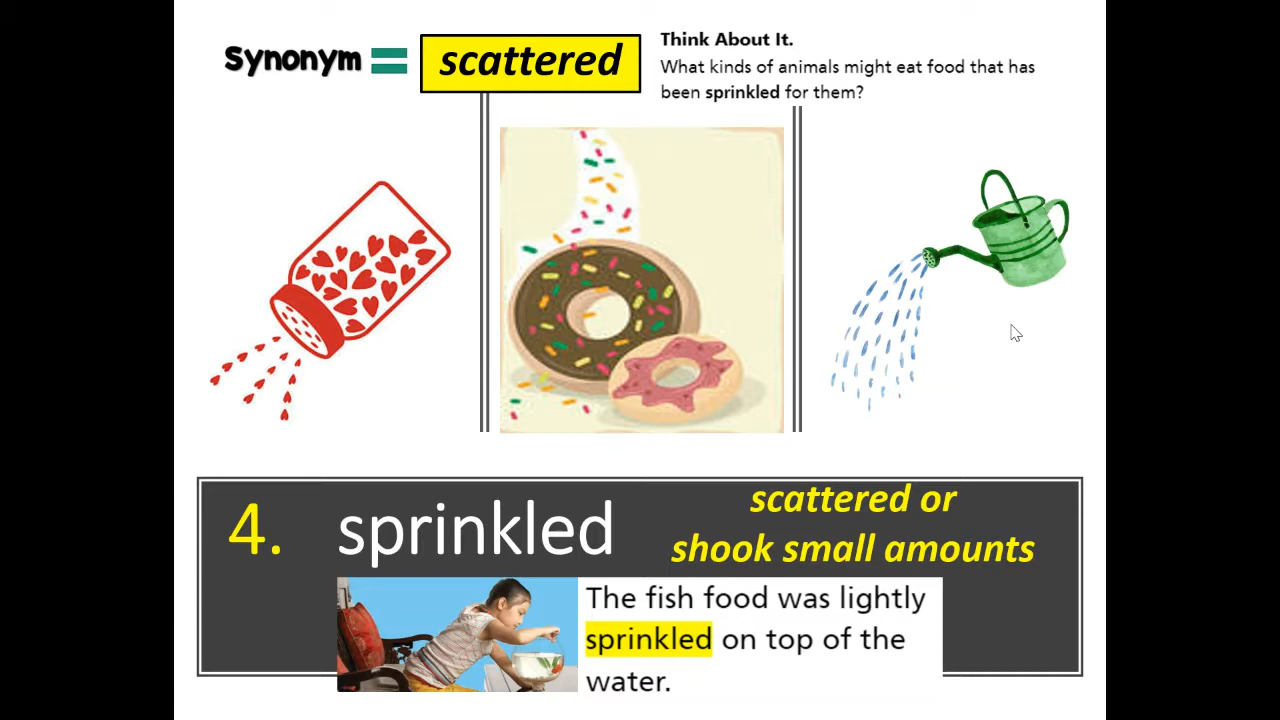 Synonym = scattered
Think About It.
What kinds of animals might eat food that has
been sprinkled for them?
4. sprinkled
scattered or
shook small amounts
The fish food was lightly
sprinkled on top of the
water.